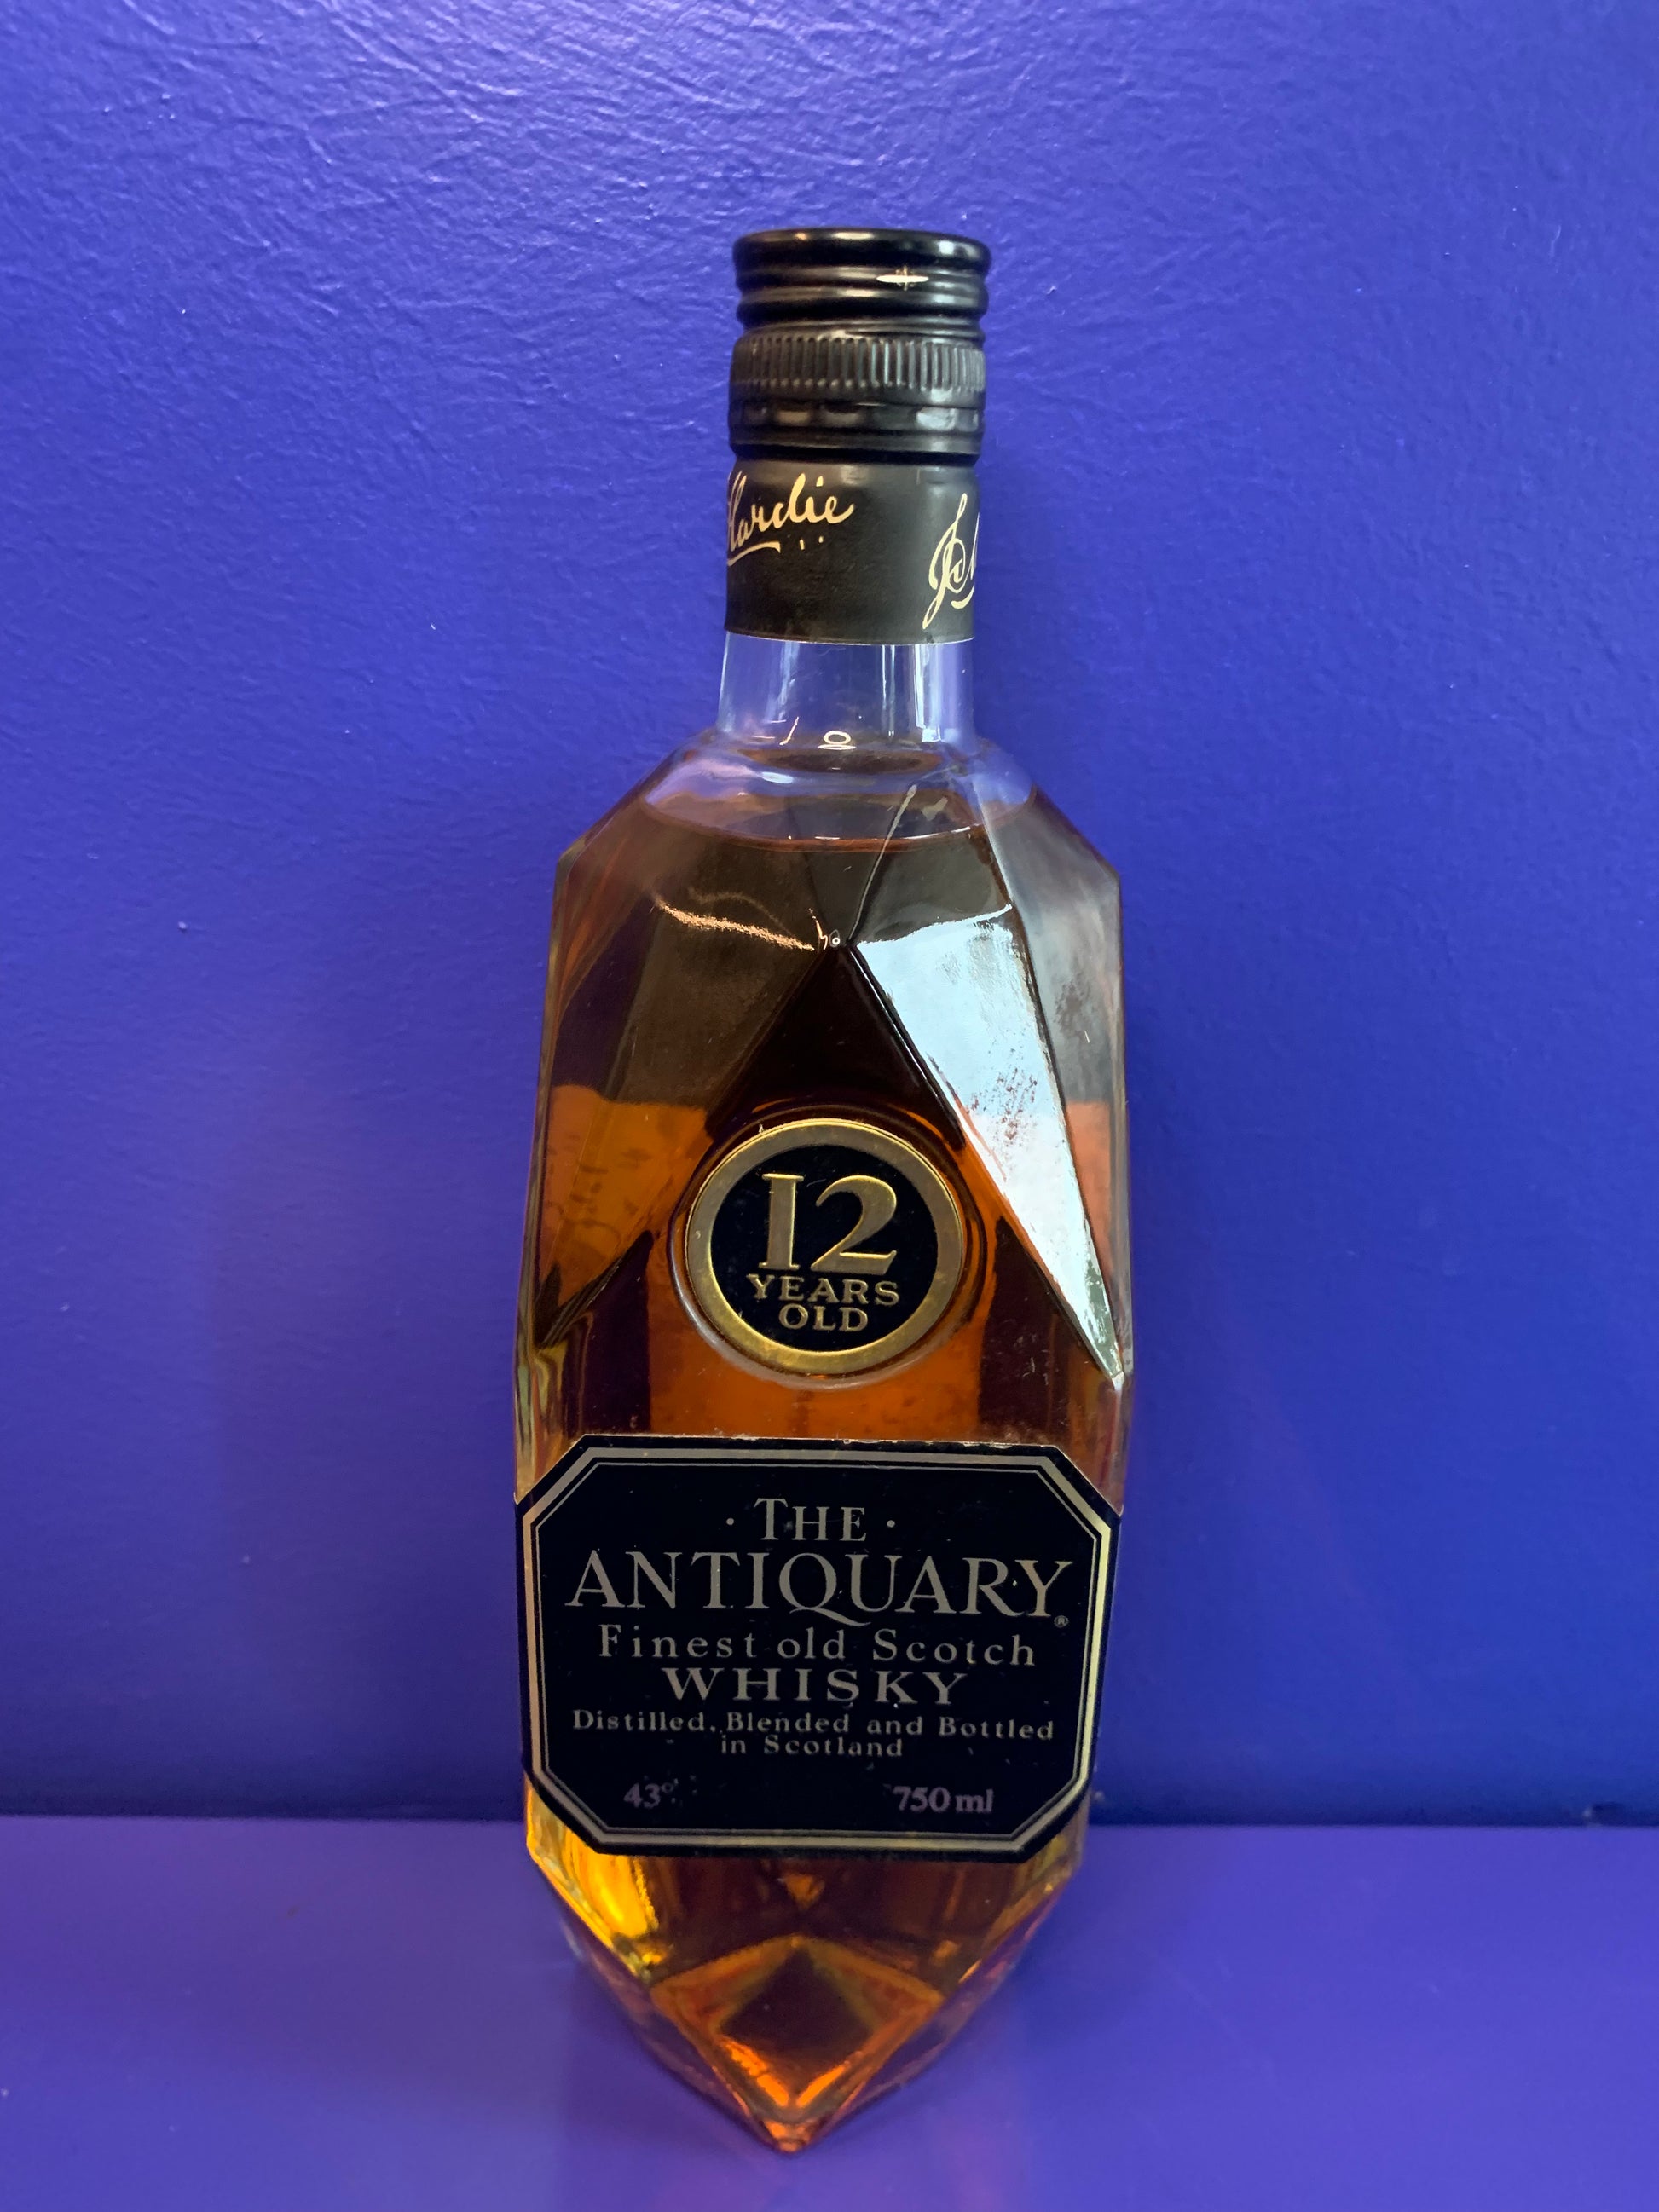 Hardie
12
YEARS
OLD
· THE ·
ANTIQUARY®
Finest old Scotch
WHISKY
Distilled, Blended and Bottled
in Scotland
43° 750 ml